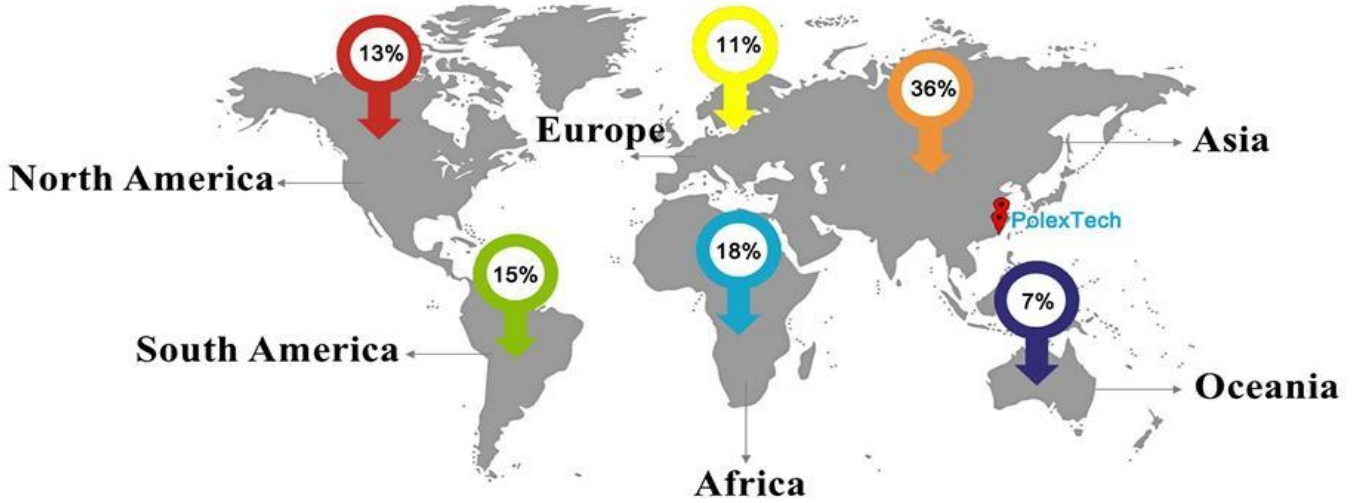 13%
11%
36%
Europe
Asia
North America
PolexTech
18%
15%
7%
South America
Oceania
Africa